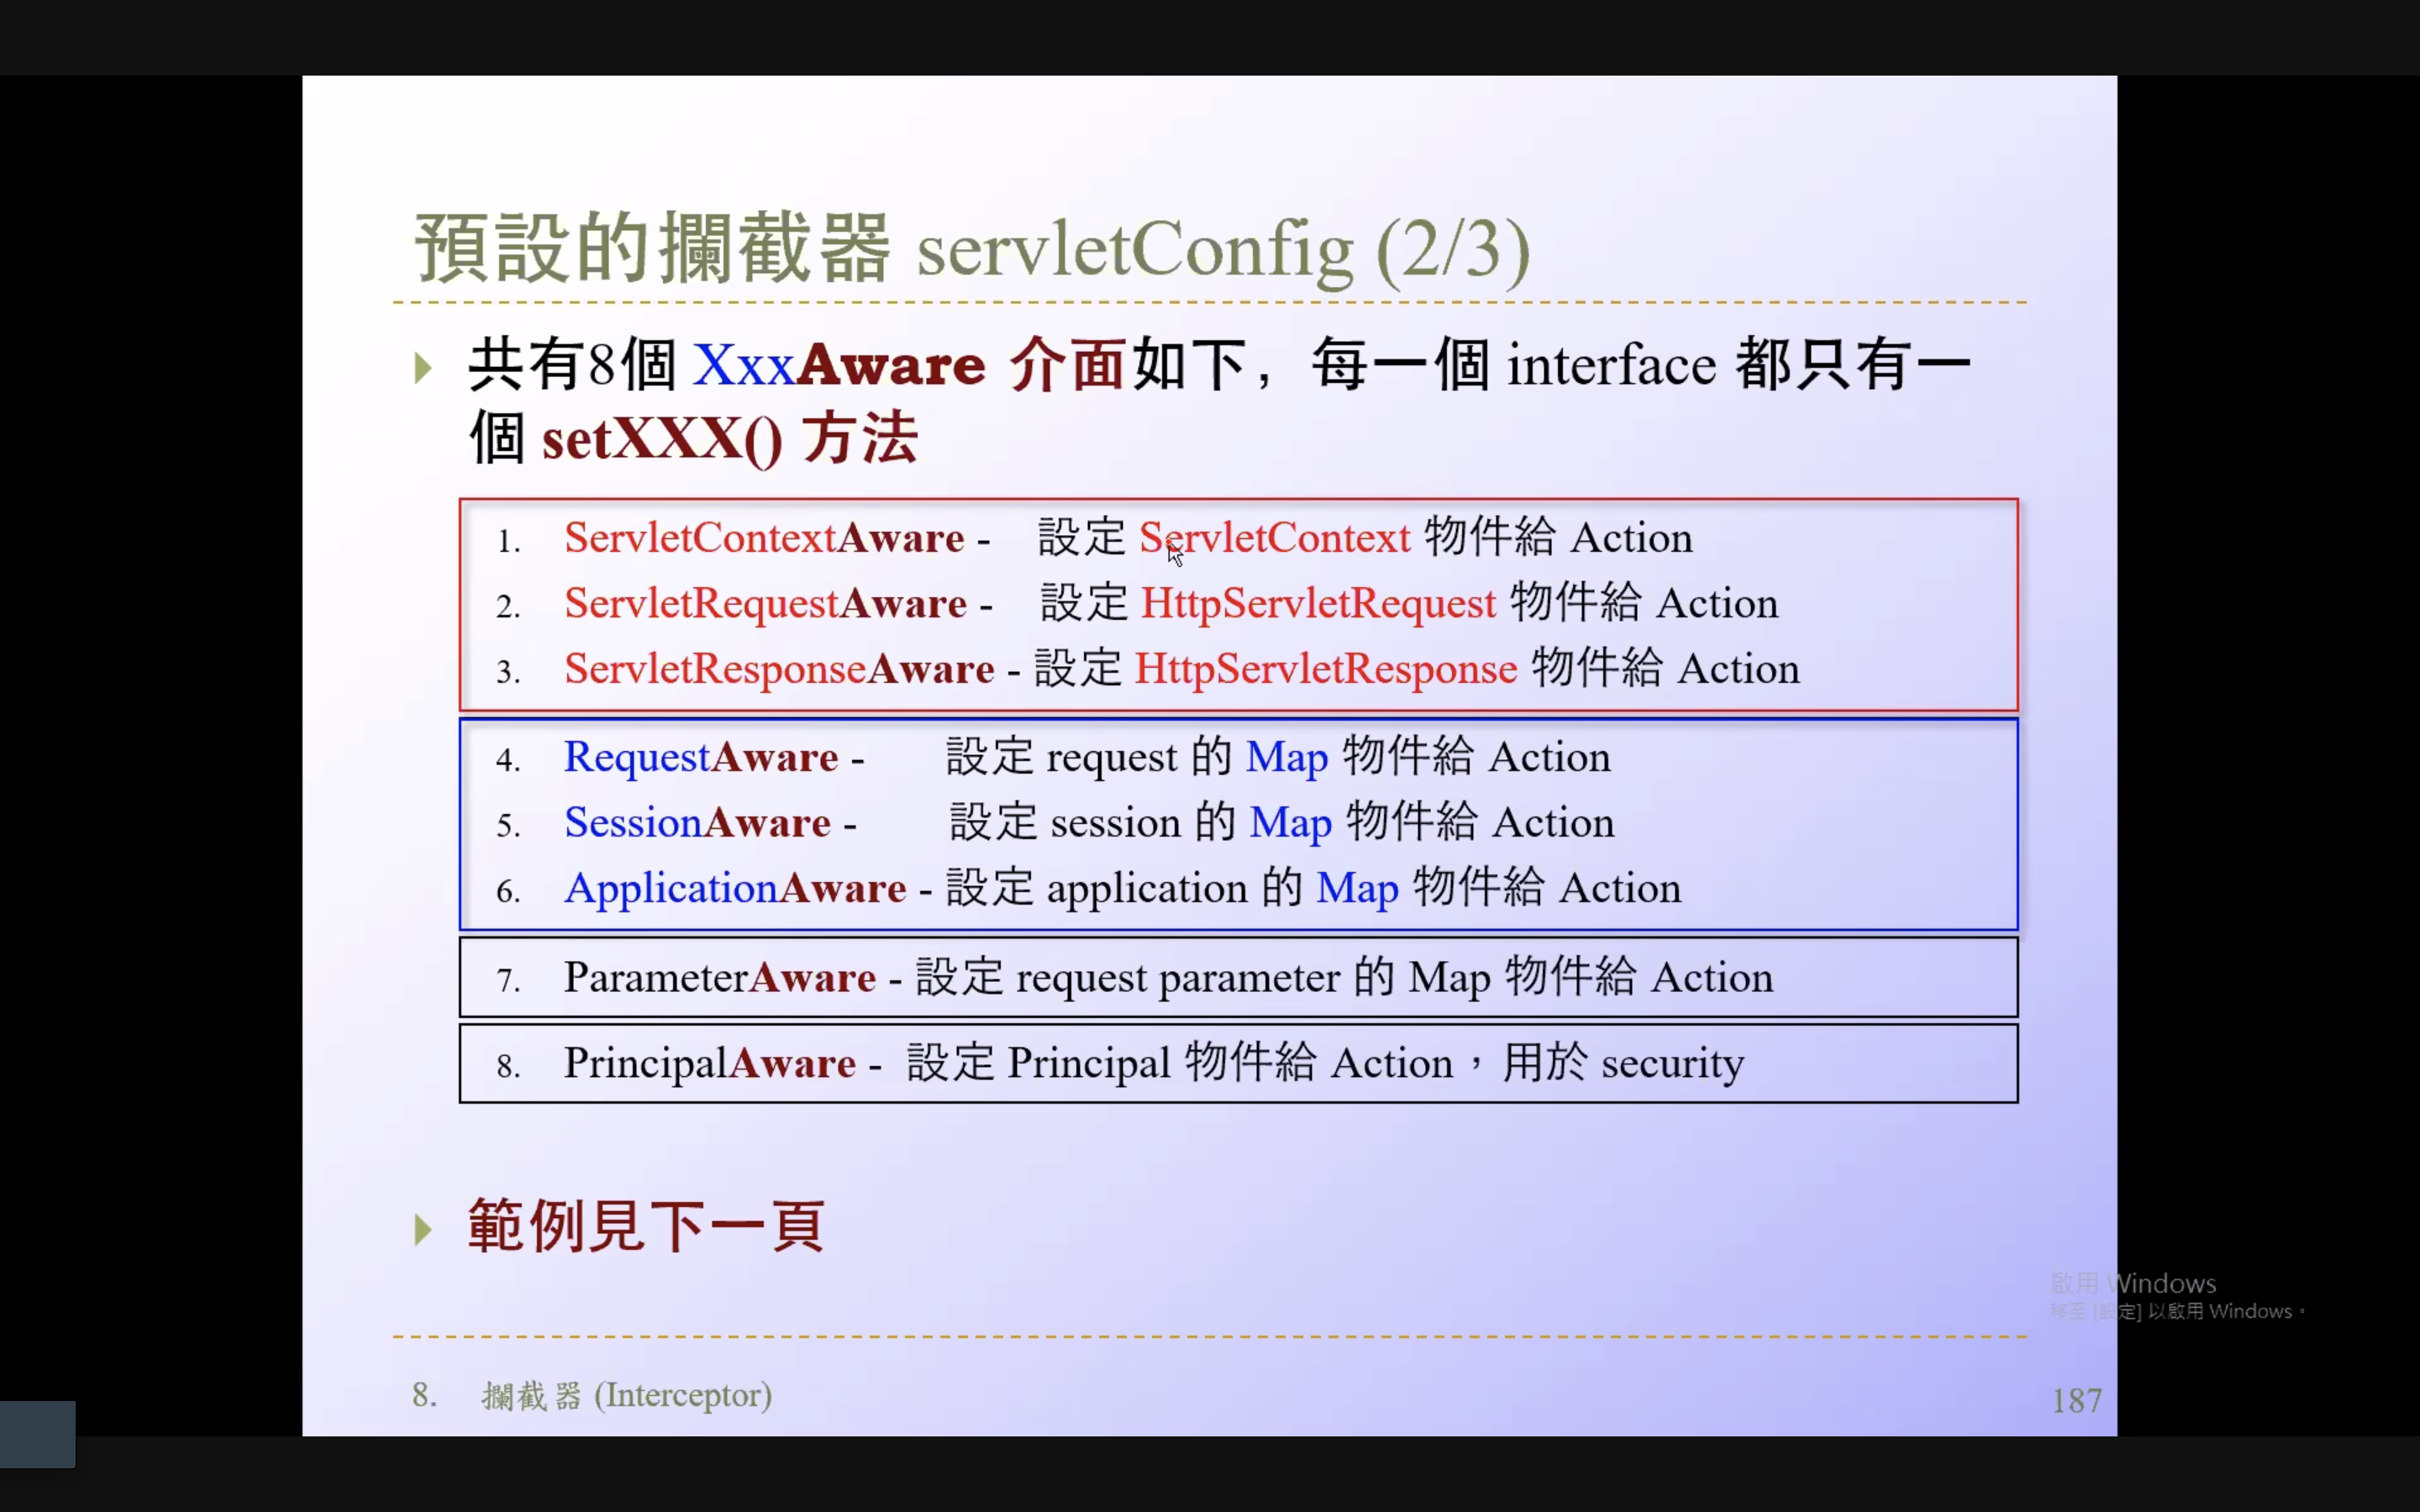 預設的攔截器 servletConfig (2/3)
共有8個 XxxAware 介面如下，每一個 interface 都只有一
個 setXXX() 方法
1. ServletContextAware - 設定 ServletContext 物件給 Action
2. ServletRequestAware - 設定 HttpServletRequest 物件給 Action
3. ServletResponseAware - 設定 HttpServletResponse 物件給 Action
4. RequestAware - 設定 request 的 Map 物件給 Action
5. SessionAware - 設定 session 的 Map 物件給 Action
6. ApplicationAware - 設定 application 的 Map 物件給 Action
7. ParameterAware - 設定 request parameter 的 Map 物件給 Action
8. PrincipalAware - 設定 Principal 物件給 Action，用於 security
範例見下一頁
啟用 Windows
移至 [設定] 以啟用 Windows。
8. 攔截器 (Interceptor)
187